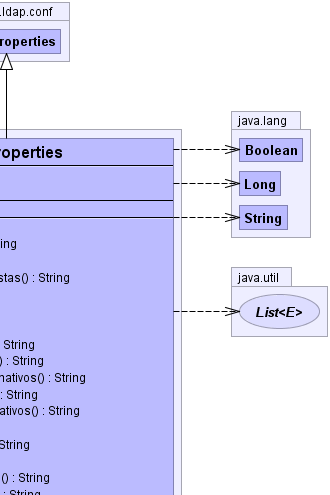 .ldap.conf
roperties
java.lang
roperties
Boolean
Long
String
ing
stas() : String
java.util
List<E>
: String
() : String
nativos() : String
: String
ativos() : String
String
() : String
: String